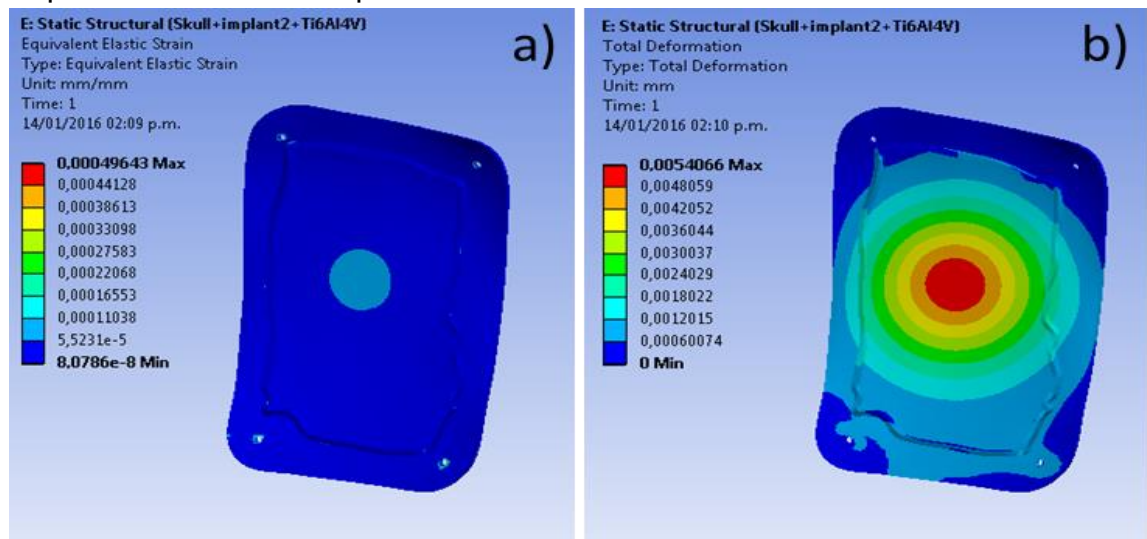 E: Static Structural (Skull+implant2+Ti6Al4V)
Equivalent Elastic Strain
Type: Equivalent Elastic Strain
Unit: mm/mm
Time: 1
14/01/2016 02:09 p.m.
a)
0,00049643 Max
0,00044128
0,00038613
0,00033098
0,00027583
0,00022068
0,00016553
0,00011038
5,5231e-5
8,0786e-8 Min
E: Static Structural (Skull+implant2+Ti6Al4V)
Total Deformation
Type: Total Deformation
Unit: mm
Time: 1
14/01/2016 02:10 p.m.
b)
0,0054066 Max
0,0048059
0,0042052
0,0036044
0,0030037
0,0024029
0,0018022
0,0012015
0,00060074
0 Min